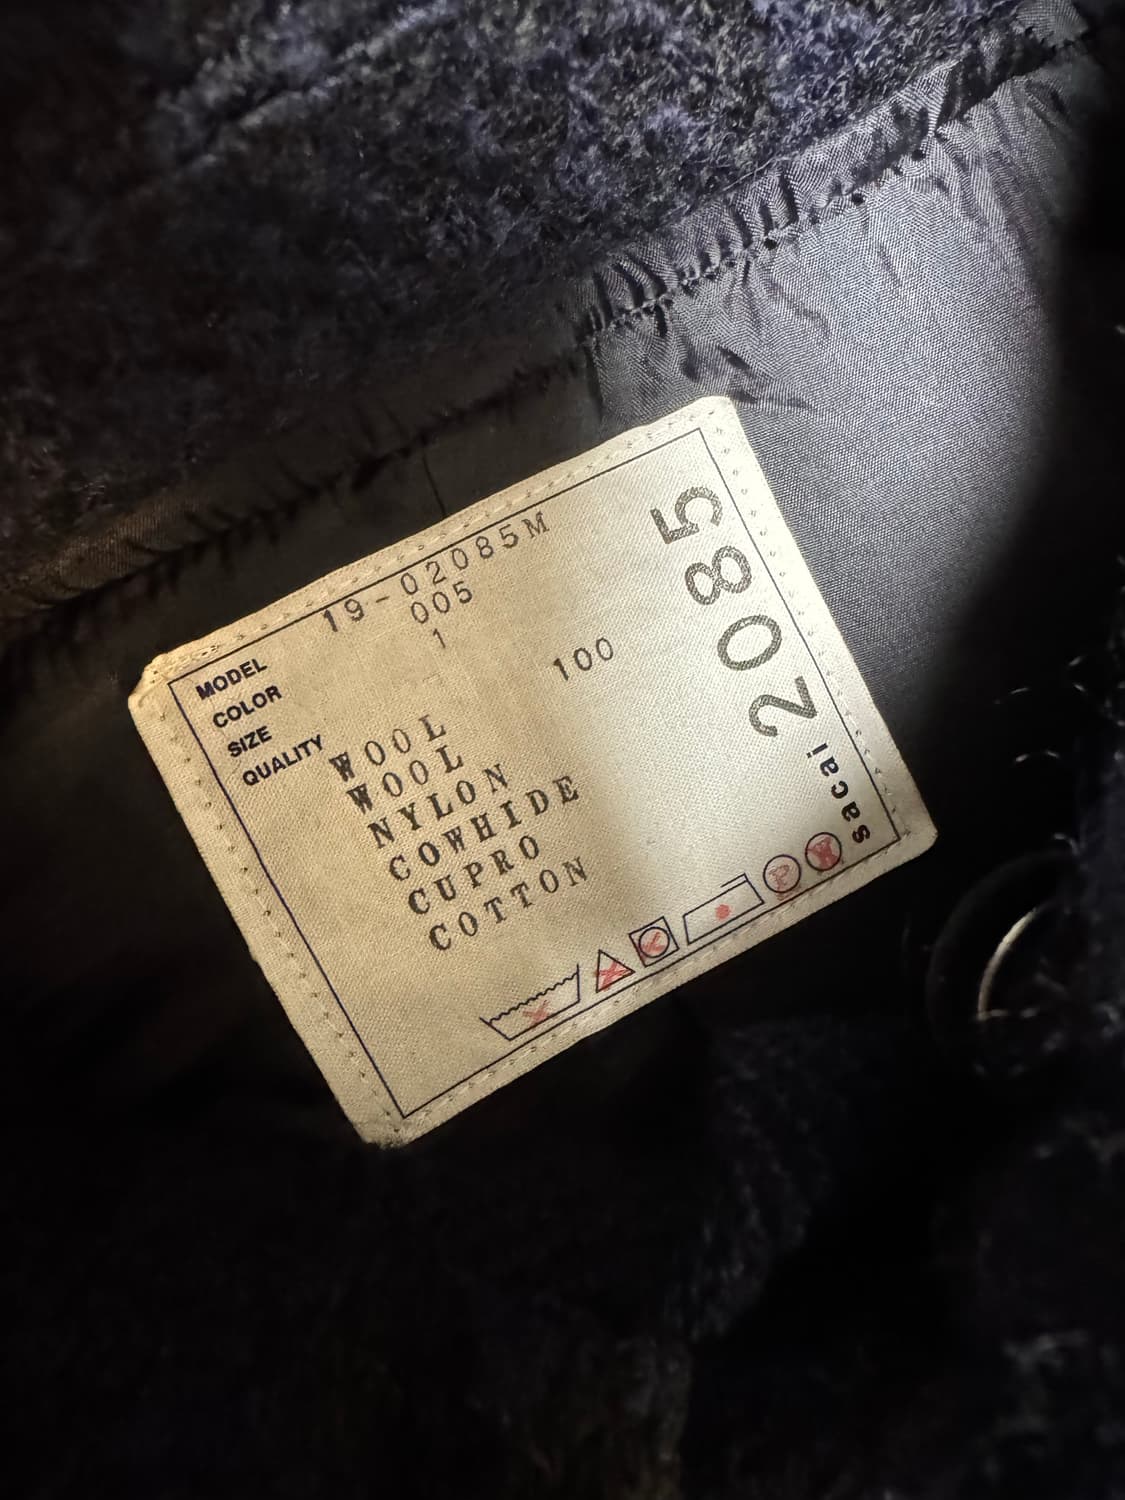 MODEL 19-02085M
COLOR 005
SIZE 1
QUALITY 100
WOOL
WOOL
NYLON
COWHIDE
CUPRO
COTTON
sacai 2085
P W